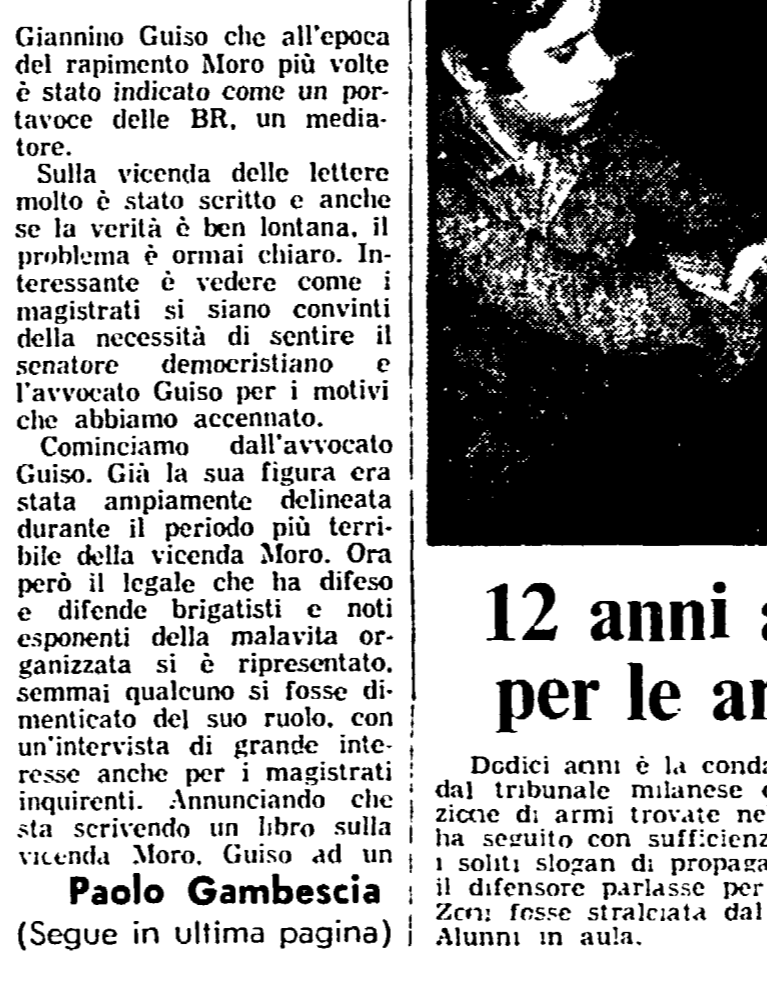 Giannino Guiso che all'epoca
del rapimento Moro più volte
è stato indicato come un por-
tavoce delle BR, un media-
tore.
Sulla vicenda delle lettere
molto è stato scritto e anche
se la verità è ben lontana, il
problema è ormai chiaro. In-
teressante è vedere come i
magistrati si siano convinti
della necessità di sentire il
senatore democristiano e
l'avvocato Guiso per i motivi
che abbiamo accennato.
Cominciamo dall'avvocato
Guiso. Già la sua figura era
stata ampiamente delineata
durante il periodo più terri-
bile della vicenda Moro. Ora
però il legale che ha difeso
e difende brigatisti e noti
esponenti della malavita or-
ganizzata si è ripresentato,
semmai qualcuno si fosse di-
menticato del suo ruolo, con
un'intervista di grande inte-
resse anche per i magistrati
inquirenti. Annunciando che
sta scrivendo un libro sulla
vicenda Moro, Guiso ad un
Paolo Gambescia
(Segue in ultima pagina)
12 anni
per le
Dodici anni è la
dal tribunale milanese
zione di armi trovate
ha seguito con
i soliti slogan di
il difensore parlasse per
Zoni fosse stralciata dal
Alunni in aula.